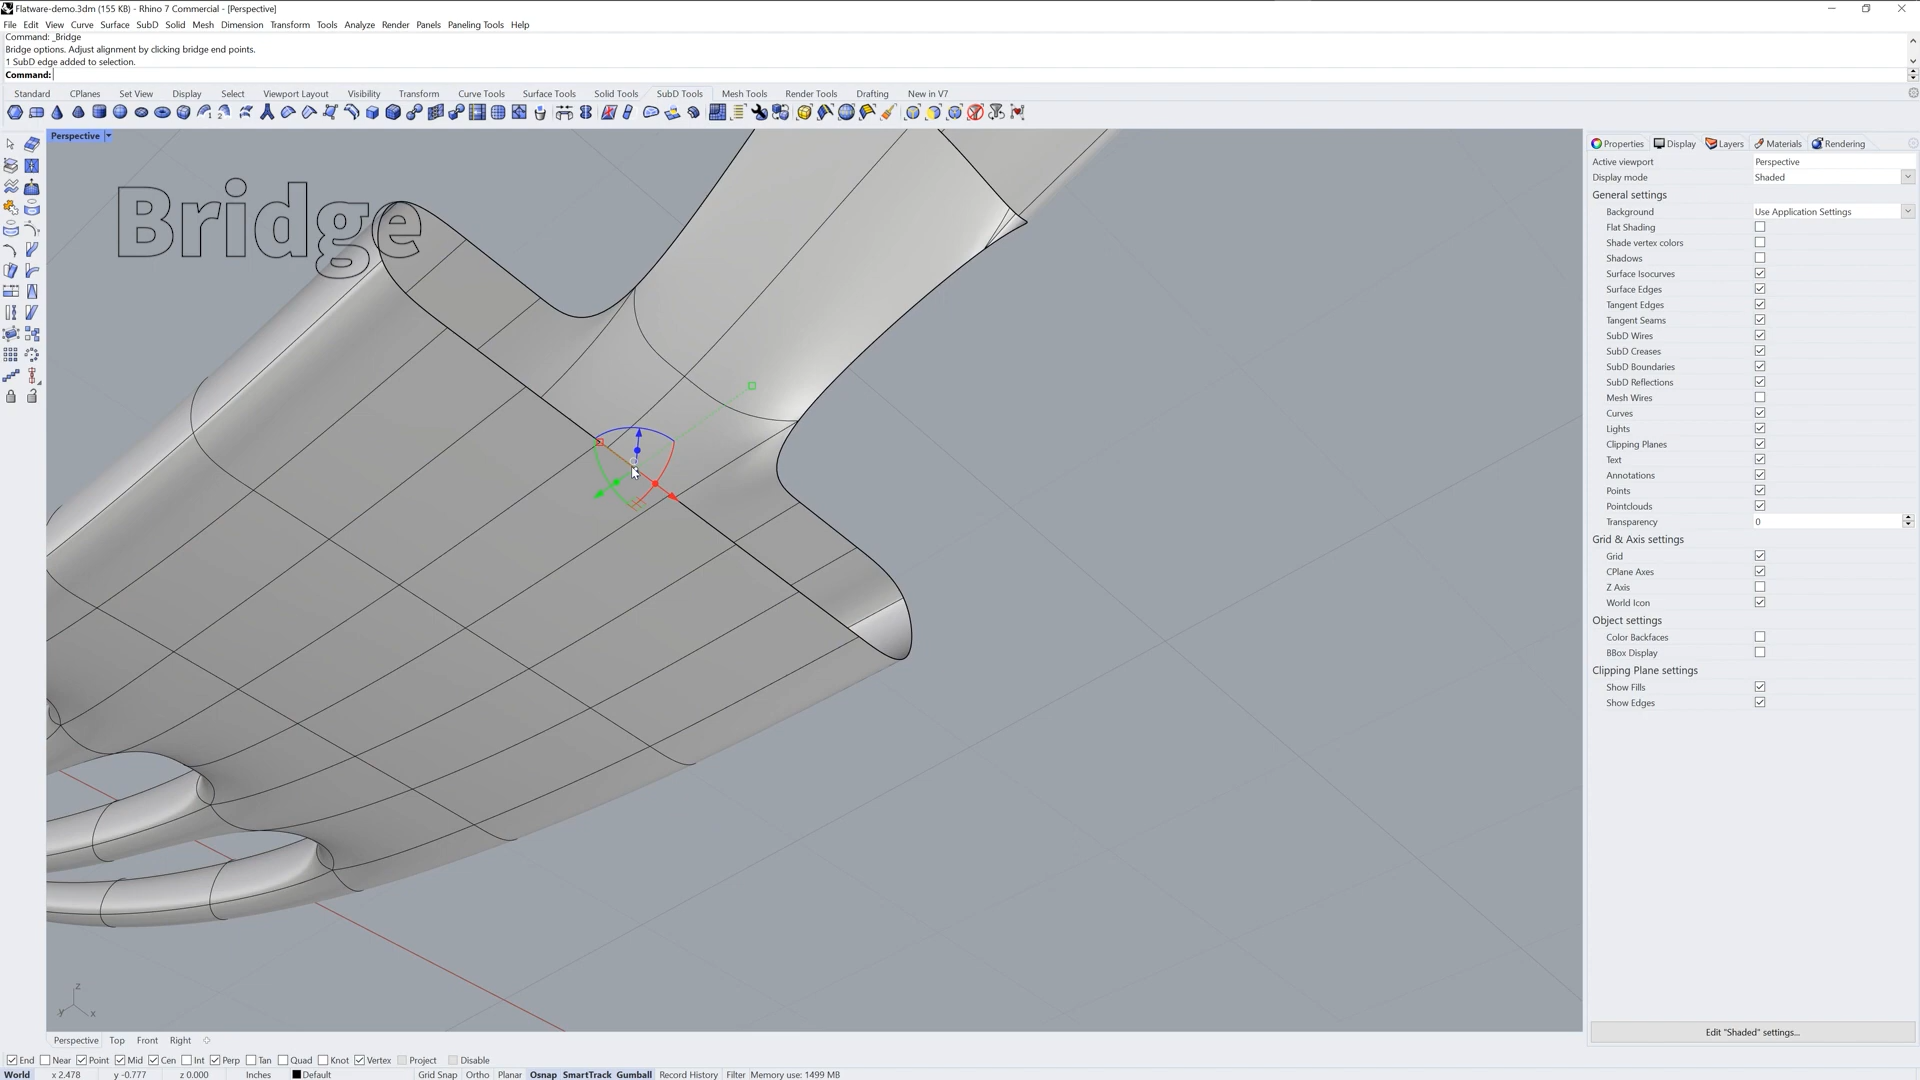 Flatware-demo.3dm (155 KB) - Rhino 7 Commercial - [Perspective]
File Edit View Curve Surface SubD Solid Mesh Dimension Transform Tools Analyze Render Panels Paneling Tools Help
Command: _Bridge
Bridge options. Adjust alignment by clicking bridge end points.
1 SubD edge added to selection.
Command:
Standard CPlanes Set View Display Select Viewport Layout Visibility Transform Curve Tools Surface Tools Solid Tools SubD Tools Mesh Tools Render Tools Drafting New in V7
Perspective
Bridge
Properties Display Layers Materials Rendering
Active viewport Perspective
Display mode Shaded
General settings
Background Use Application Settings
Flat Shading
Shade vertex colors
Shadows
Surface Isocurves
Surface Edges
Tangent Edges
Tangent Seams
SubD Wires
SubD Creases
SubD Boundaries
SubD Reflections
Mesh Wires
Curves
Lights
Clipping Planes
Text
Annotations
Points
Pointclouds
Transparency 0
Grid & Axis settings
Grid
CPlane Axes
Z Axis
World Icon
Object settings
Color Backfaces
BBox Display
Clipping Plane settings
Show Fills
Show Edges
Edit "Shaded" settings...
z
y x
Perspective Top Front Right
End Near Point Mid Cen Int Perp Tan Quad Knot Vertex Project Disable
World x 2.478 y -0.777 z 0.000 Inches Default Grid Snap Ortho Planar Osnap SmartTrack Gumball Record History Filter Memory use: 1499 MB